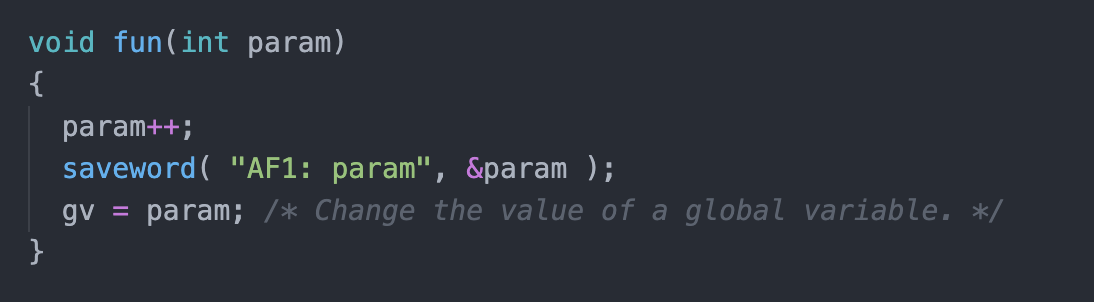 void fun(int param)
{
  param++;
  saveword( "AF1: param", &param );
  gv = param; /* Change the value of a global variable. */
}